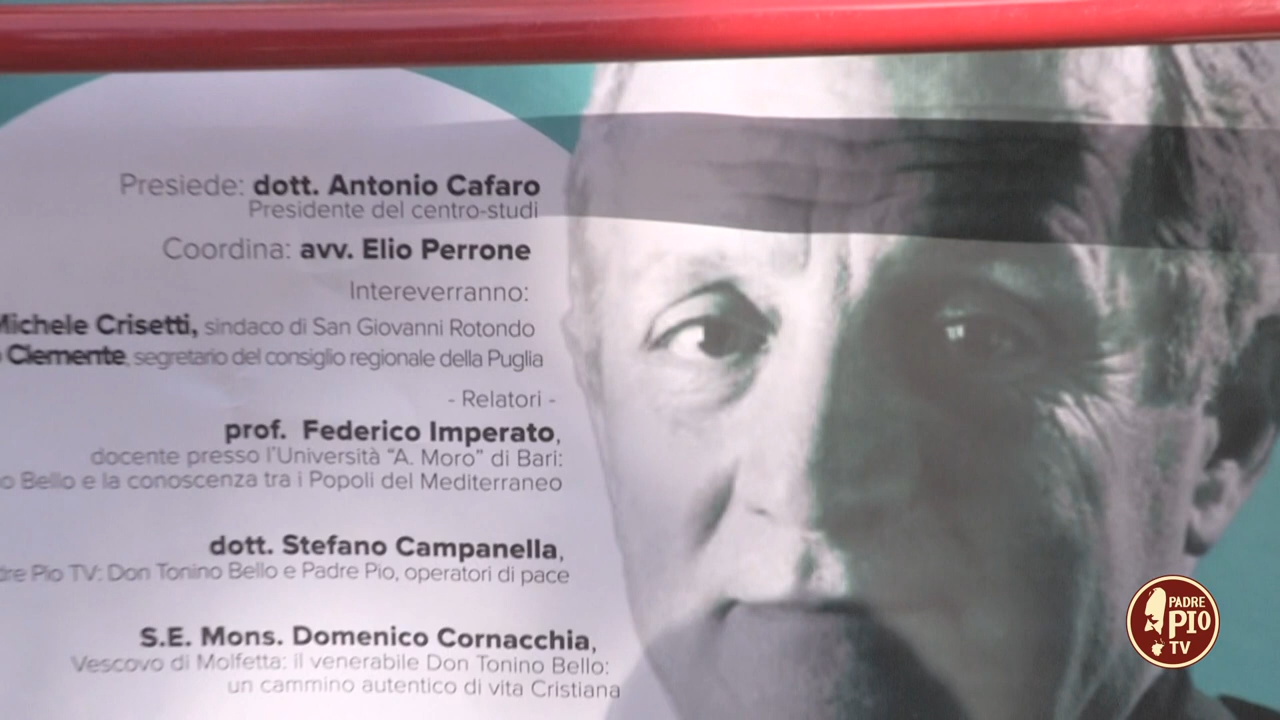 Presiede: dott. Antonio Cafaro
Presidente del centro-studi
Coordina: avv. Elio Perrone
Intereverranno:
Michele Crisetti, sindaco di San Giovanni Rotondo
Clemente, segretario del consiglio regionale della Puglia
- Relatori -
prof. Federico Imperato,
docente presso l'Università "A. Moro" di Bari:
o Bello e la conoscenza tra i Popoli del Mediterraneo
dott. Stefano Campanella,
dre Pio TV: Don Tonino Bello e Padre Pio, operatori di pace
S.E. Mons. Domenico Cornacchia,
Vescovo di Molfetta: il venerabile Don Tonino Bello:
un cammino autentico di vita Cristiana
PADRE
PIO
TV